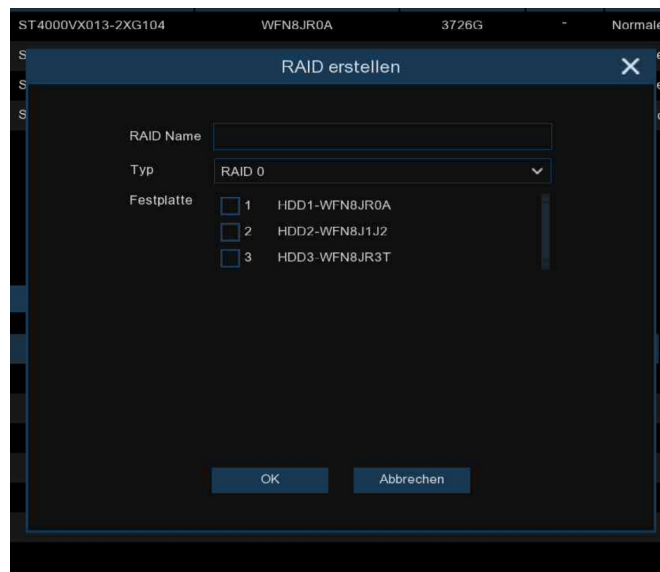 ST4000VX013-2XG104 WFN8JR0A 3726G - Normale
RAID erstellen
RAID Name
Typ RAID 0
Festplatte
1 HDD1-WFN8JR0A
2 HDD2-WFN8J1J2
3 HDD3-WFN8JR3T
OK Abbrechen